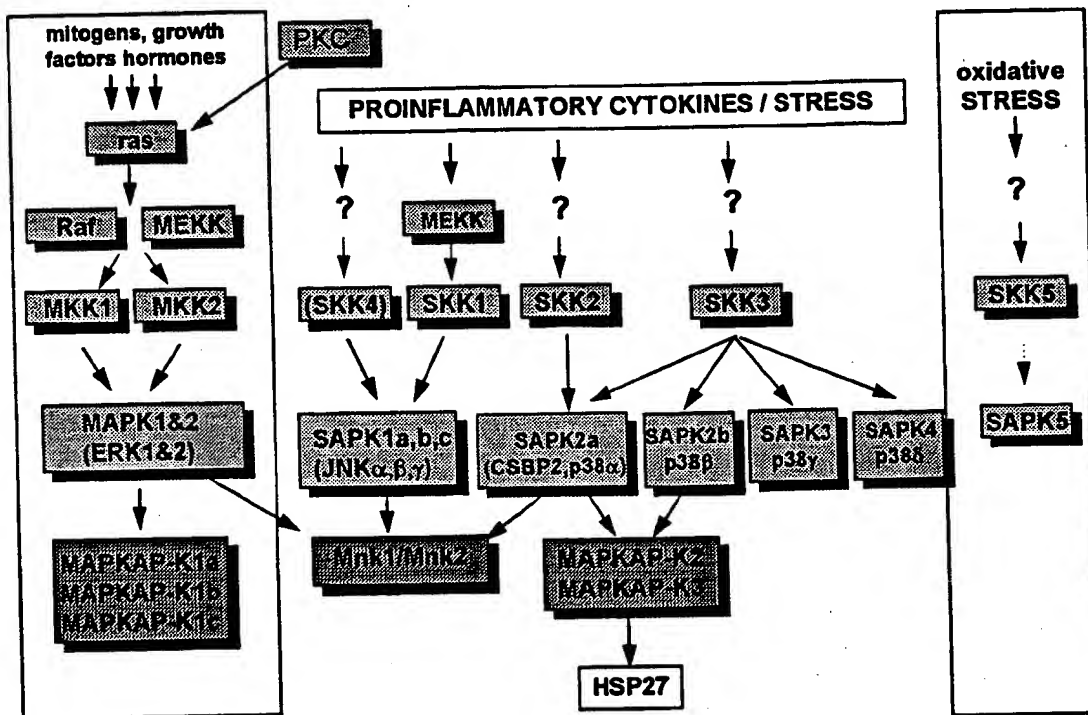 mitogens, growth
factors hormones
PKC
ras
Raf
MEKK
MKK1
MKK2
MAPK1&2
(ERK1&2)
MAPKAP-K1a
MAPKAP-K1b
MAPKAP-K1c
PROINFLAMMATORY CYTOKINES / STRESS
?
MEKK
?
?
(SKK4)
SKK1
SKK2
SKK3
SAPK1a,b,c
(JNKα,β,γ)
SAPK2a
(CSBP2,p38α)
SAPK2b
p38β
SAPK3
p38γ
SAPK4
p38δ
Mnk1/Mnk2
MAPKAP-K2
MAPKAP-K3
HSP27
oxidative
STRESS
?
SKK5
SAPK5